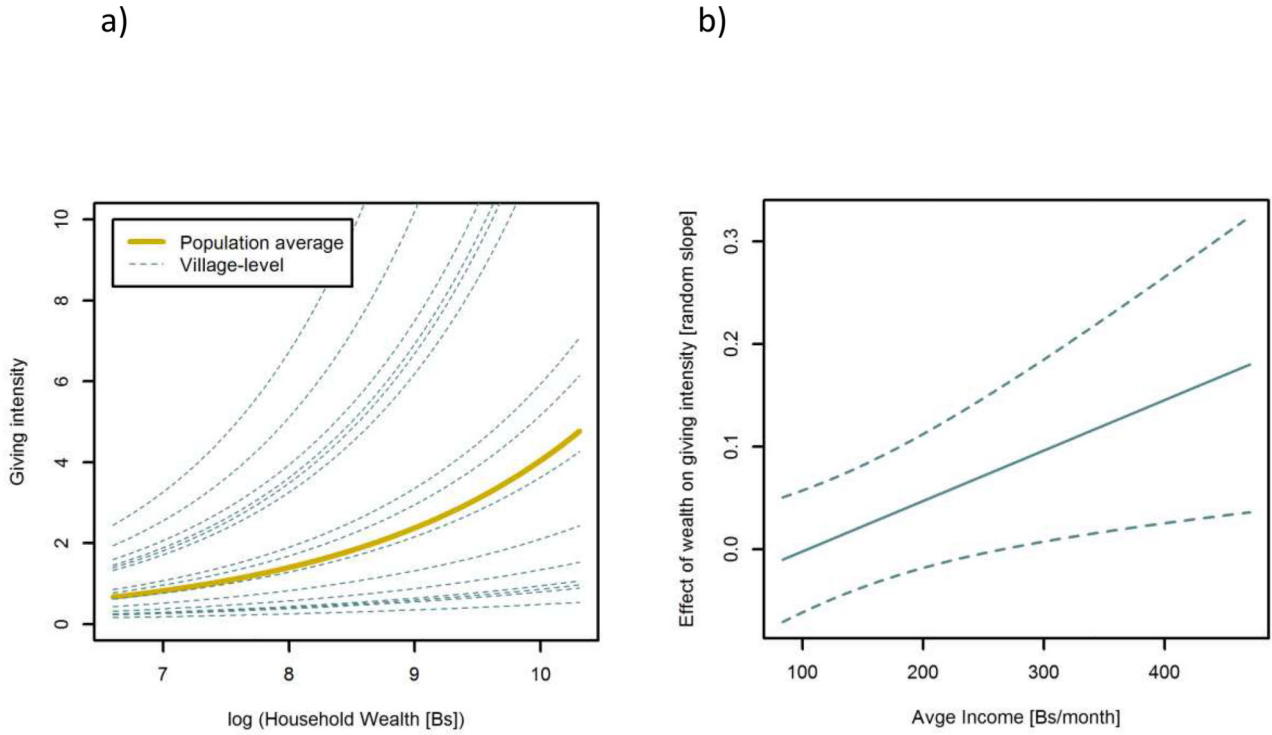 a)
b)
Giving intensity
10
8
6
4
2
0
Population average
Village-level
7
8
9
10
log (Household Wealth [Bs])
Effect of wealth on giving intensity [random slope]
0.3
0.2
0.1
0.0
100
200
300
400
Avge Income [Bs/month]